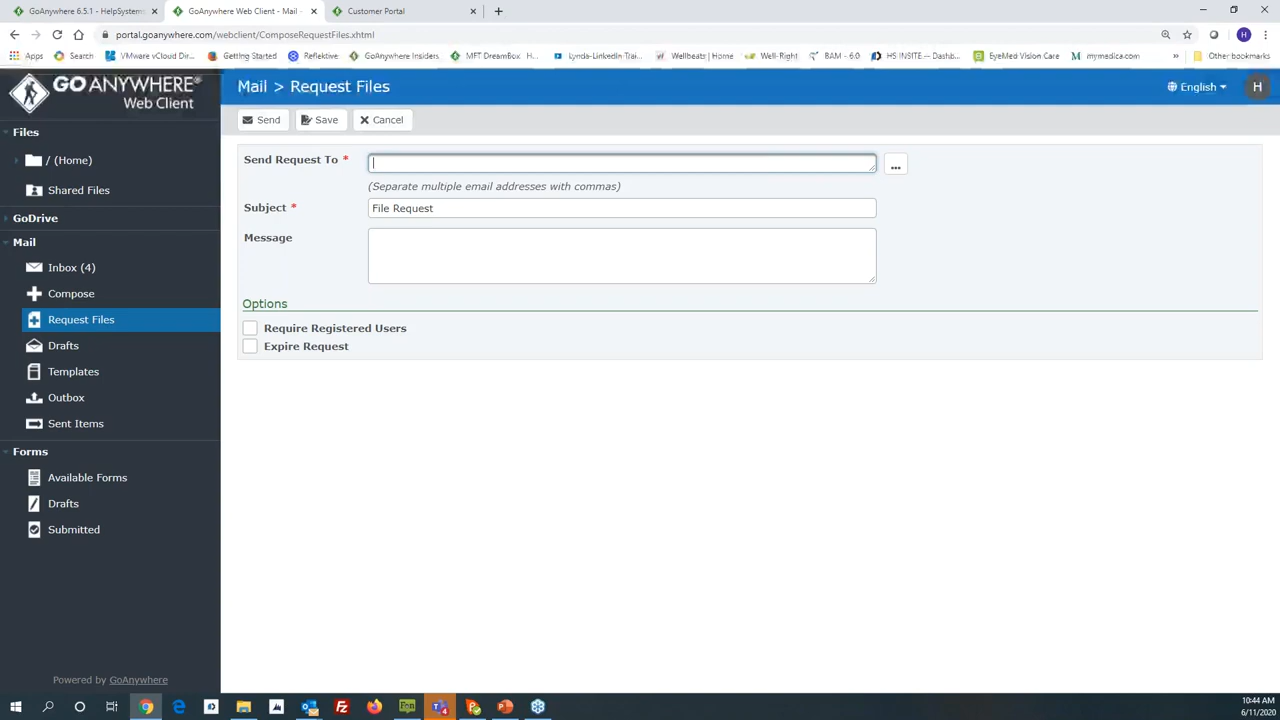 GoAnywhere 6.5.1 - HelpSystems
GoAnywhere Web Client - Mail -
Customer Portal
portal.goanywhere.com/webclient/ComposeRequestFiles.xhtml
Apps
Search
VMware vCloud Dir...
Getting Started
Reflektive
GoAnywhere Insiders
MFT DreamBox H...
Lynda-LinkedIn-Trai...
Wellbeats | Home
Well-Right
BAM - 6.0
HS INSITE -- Dashb...
EyeMed Vision Care
mymedica.com
»
Other bookmarks
GO ANYWHERE®
Web Client
Mail > Request Files
English
H
Send
Save
Cancel
Files
/ (Home)
Shared Files
GoDrive
Mail
Inbox (4)
Compose
Request Files
Drafts
Templates
Outbox
Sent Items
Forms
Available Forms
Drafts
Submitted
Powered by GoAnywhere
Send Request To *
...
(Separate multiple email addresses with commas)
Subject *
File Request
Message
Options
Require Registered Users
Expire Request
10:44 AM
6/11/2020